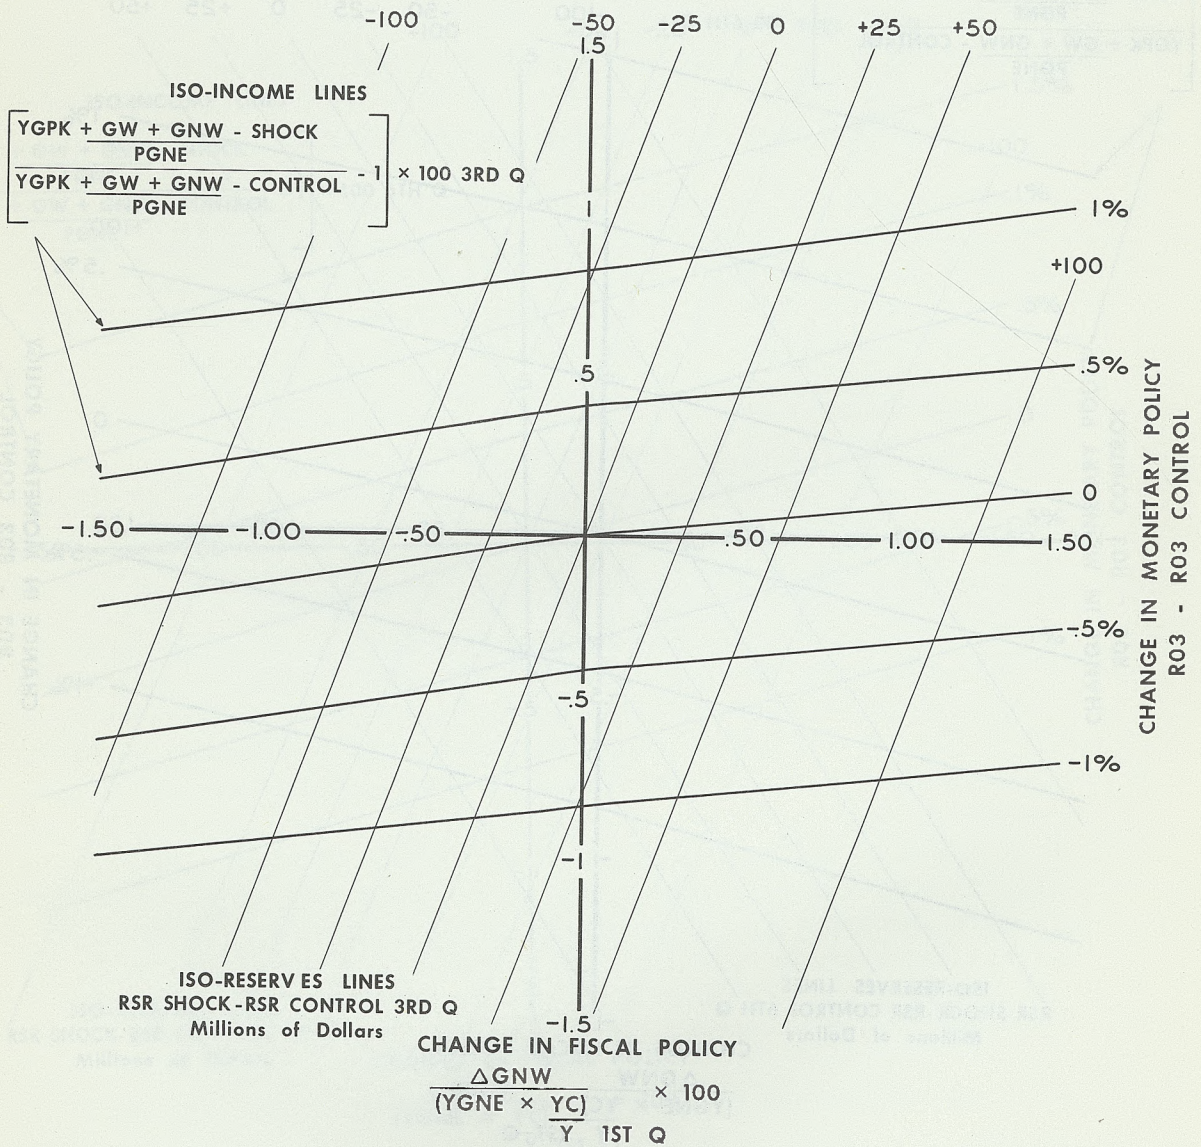 -100
-50
-25
0
+25
+50
1.5
ISO-INCOME LINES
YGPK + GW + GNW - SHOCK
PGNE
YGPK + GW + GNW - CONTROL
PGNE
- 1 × 100 3RD Q
1
1%
+100
.5
.5%
0
-1.50
-1.00
-.50
.50
1.00
1.50
-.5%
-.5
-1%
-1
-1.5
CHANGE IN MONETARY POLICY
R03 - R03 CONTROL
ISO-RESERVES LINES
RSR SHOCK-RSR CONTROL 3RD Q
Millions of Dollars
CHANGE IN FISCAL POLICY
△GNW
(YGNE × YC)
Y 1ST Q
× 100